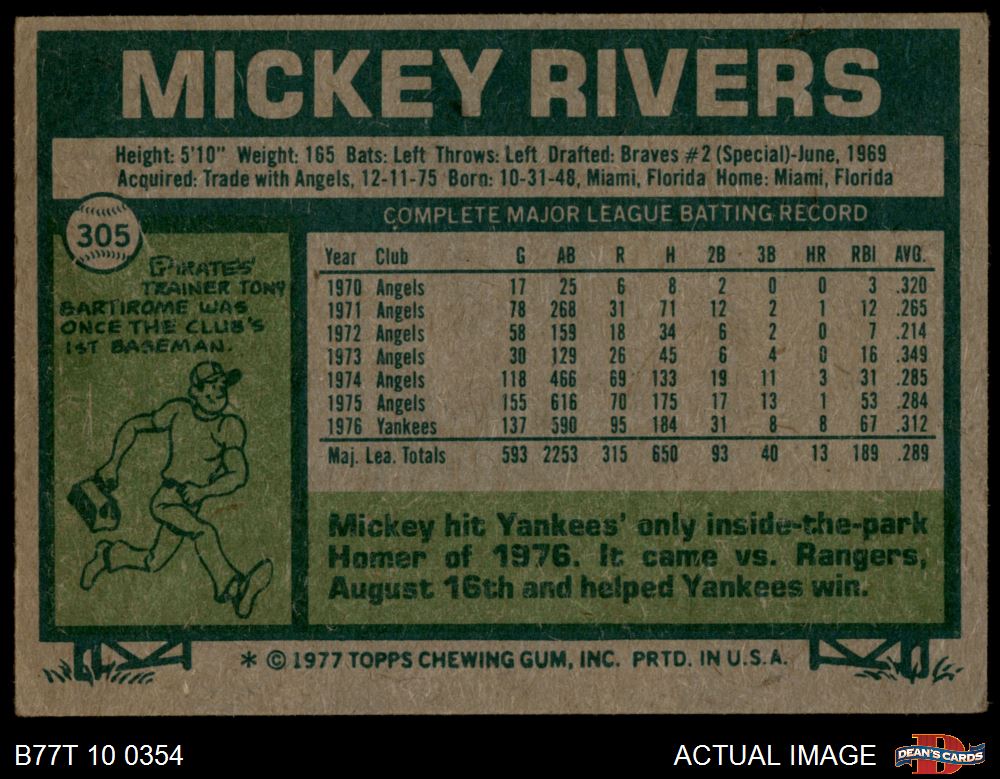 MICKEY RIVERS
Height: 5'10" Weight: 165 Bats: Left Throws: Left Drafted: Braves #2 (Special)-June, 1969
Acquired: Trade with Angels, 12-11-75 Born: 10-31-48, Miami, Florida Home: Miami, Florida
305
PIRATES'
TRAINER TONY
BARTIROME WAS
ONCE THE CLUB'S
1ST BASEMAN.
COMPLETE MAJOR LEAGUE BATTING RECORD
Year Club G AB R H 2B 3B HR RBI AVG.
1970 Angels 17 25 6 8 2 0 0 3 .320
1971 Angels 78 268 31 71 12 2 1 12 .265
1972 Angels 58 159 18 34 6 2 0 7 .214
1973 Angels 30 129 26 45 6 4 0 16 .349
1974 Angels 118 466 69 133 19 11 3 31 .285
1975 Angels 155 616 70 175 17 13 1 53 .284
1976 Yankees 137 590 95 184 31 8 8 67 .312
Maj. Lea. Totals 593 2253 315 650 93 40 13 189 .289
Mickey hit Yankees' only inside-the-park
Homer of 1976. It came vs. Rangers,
August 16th and helped Yankees win.
* © 1977 TOPPS CHEWING GUM, INC. PRTD. IN U.S.A.
B77T 10 0354
ACTUAL IMAGE
D
DEAN'S CARDS